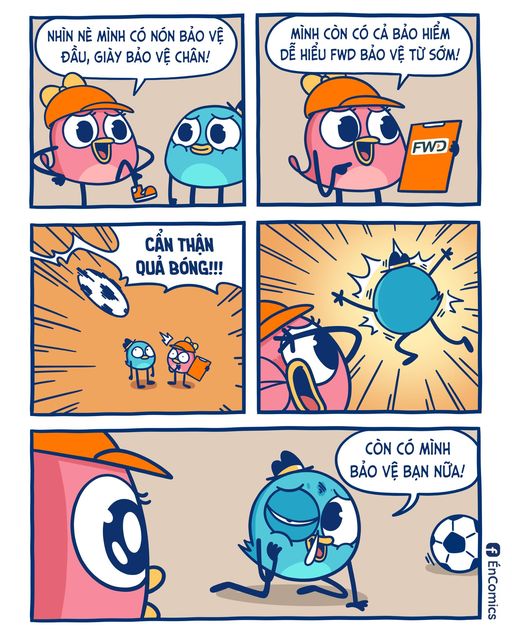 NHÌN NÈ MÌNH CÓ NÓN BẢO VỆ
ĐẦU, GIÀY BẢO VỆ CHÂN!
MÌNH CÒN CÓ CẢ BẢO HIỂM
DỄ HIỂU FWD BẢO VỆ TỪ SỚM!
FWD
CẨN THẬN
QUẢ BÓNG!!!
CÒN CÓ MÌNH
BẢO VỆ BẠN NỮA!
ÉnComics